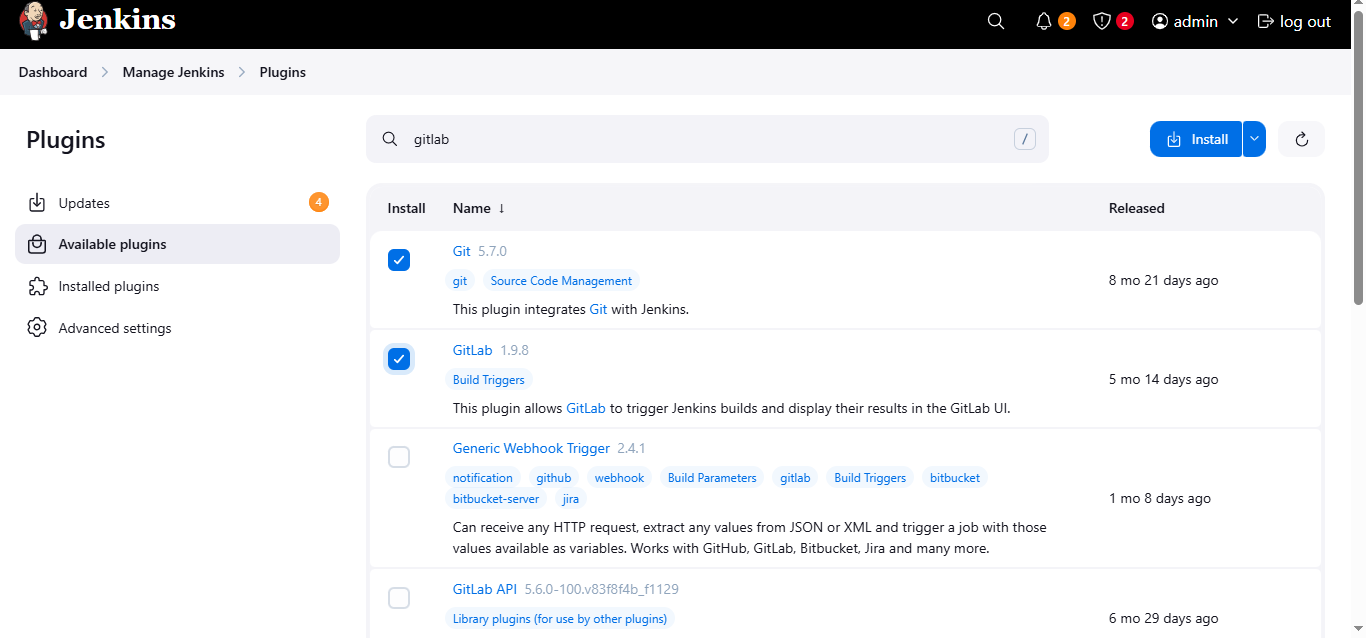 Jenkins
2
2
admin
log out
Dashboard
Manage Jenkins
Plugins
Plugins
gitlab
/
Install
Updates
4
Available plugins
Installed plugins
Advanced settings
Install
Name ↓
Released
Git 5.7.0
git Source Code Management
This plugin integrates Git with Jenkins.
8 mo 21 days ago
GitLab 1.9.8
Build Triggers
This plugin allows GitLab to trigger Jenkins builds and display their results in the GitLab UI.
5 mo 14 days ago
Generic Webhook Trigger 2.4.1
notification github webhook Build Parameters gitlab Build Triggers bitbucket
bitbucket-server jira
Can receive any HTTP request, extract any values from JSON or XML and trigger a job with those
values available as variables. Works with GitHub, GitLab, Bitbucket, Jira and many more.
1 mo 8 days ago
GitLab API 5.6.0-100.v83f8f4b_f1129
Library plugins (for use by other plugins)
6 mo 29 days ago